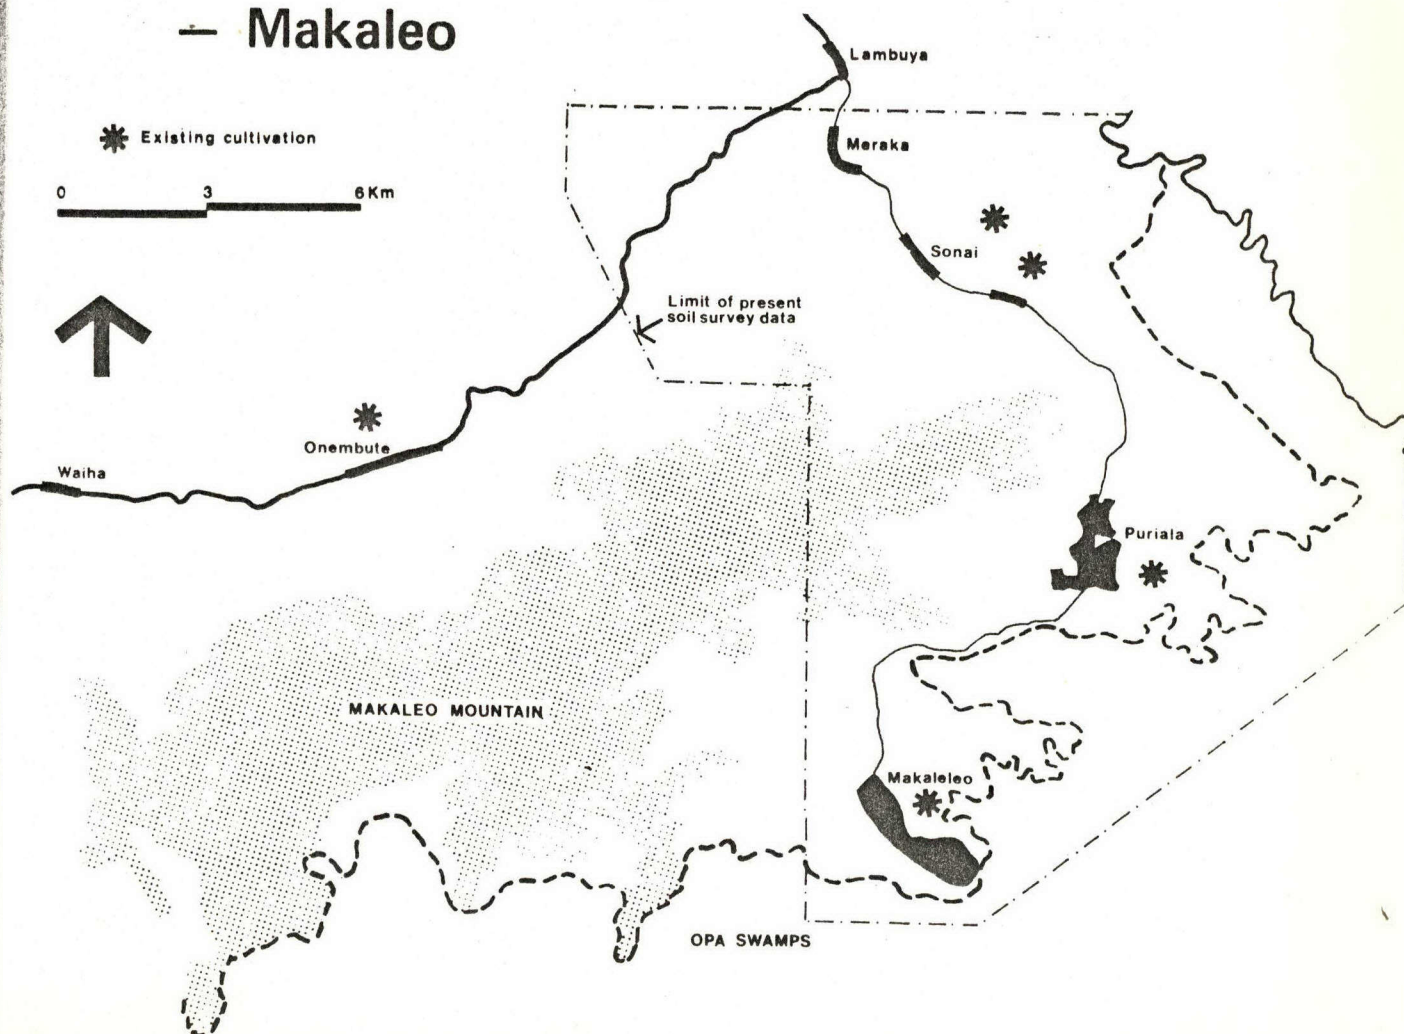 – Makaleo
Existing cultivation
0 3 6 Km
Lambuya
Meraka
Sonai
Limit of present
soil survey data
Onembute
Waiha
Puriala
MAKALEO MOUNTAIN
Makaleleo
OPA SWAMPS